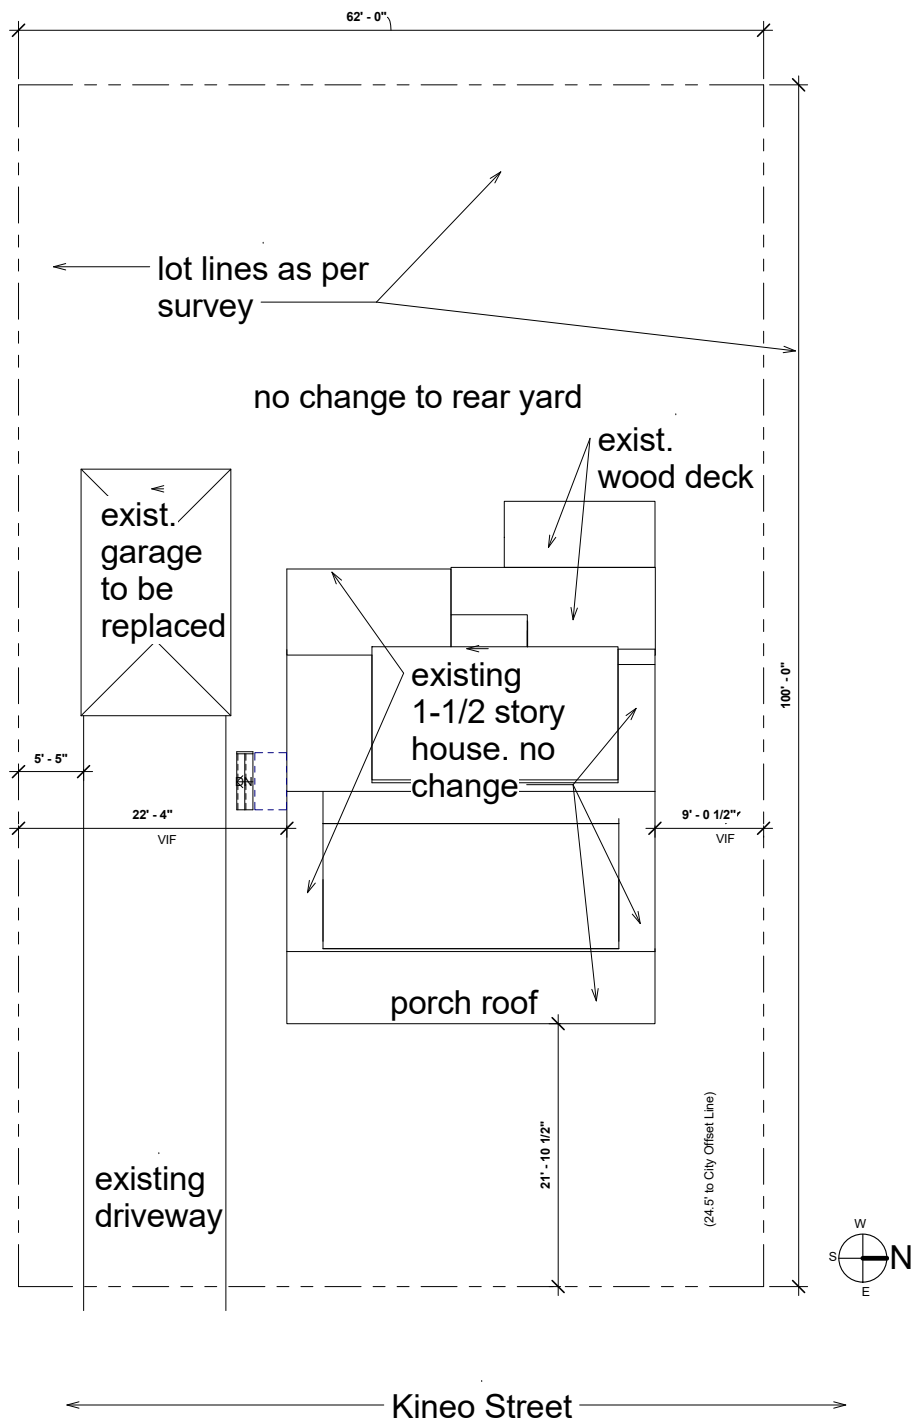 62' - 0"
lot lines as per
survey
no change to rear yard
exist.
wood deck
exist.
garage
to be
replaced
existing
1-1/2 story
house. no
change
100' - 0"
5' - 5"
22' - 4"
VIF
9' - 0 1/2"
VIF
porch roof
21' - 10 1/2"
(24.5' to City Offset Line)
existing
driveway
W
S
N
E
Kineo Street